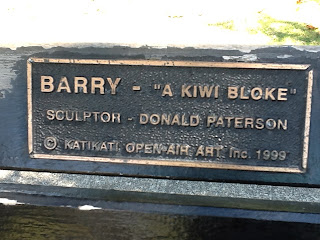 BARRY - "A KIWI BLOKE"
SCULPTOR - DONALD PATERSON
© KATIKATI OPEN AIR ART Inc. 1999